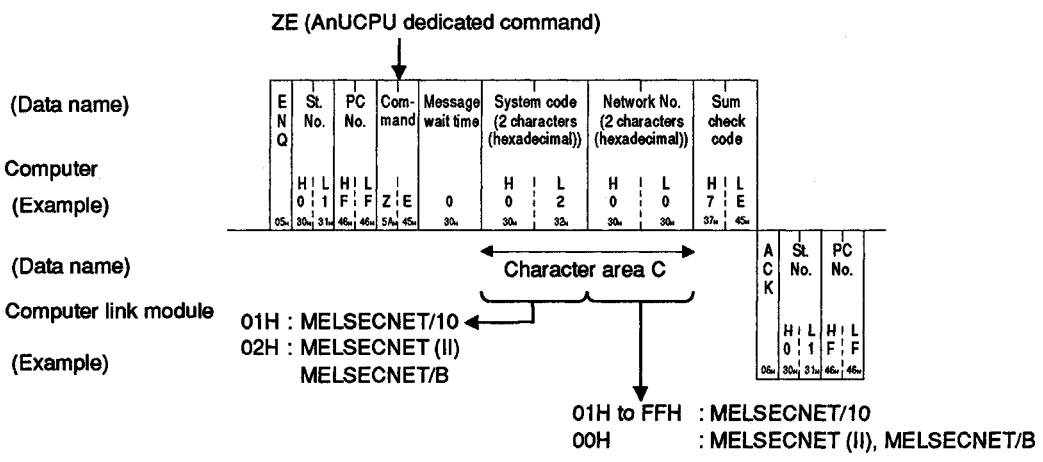 ZE (AnUCPU dedicated command)
(Data name)
E N Q
St. No.
PC No.
Com- mand
Message wait time
System code (2 characters (hexadecimal))
Network No. (2 characters (hexadecimal))
Sum check code
Computer
(Example)
H L H L H L H L H L
0 1 F F Z E 0 0 2 0 0 7 E
05H 30H 31H 46H 46H 5AH 45H 30H 30H 32H 30H 30H 37H 45H
(Data name)
Character area C
A C K
St. No.
PC No.
Computer link module
(Example)
01H : MELSECNET/10
02H : MELSECNET (II)
MELSECNET/B
H L H L
0 1 F F
06H 30H 31H 46H 46H
01H to FFH : MELSECNET/10
00H : MELSECNET (II), MELSECNET/B